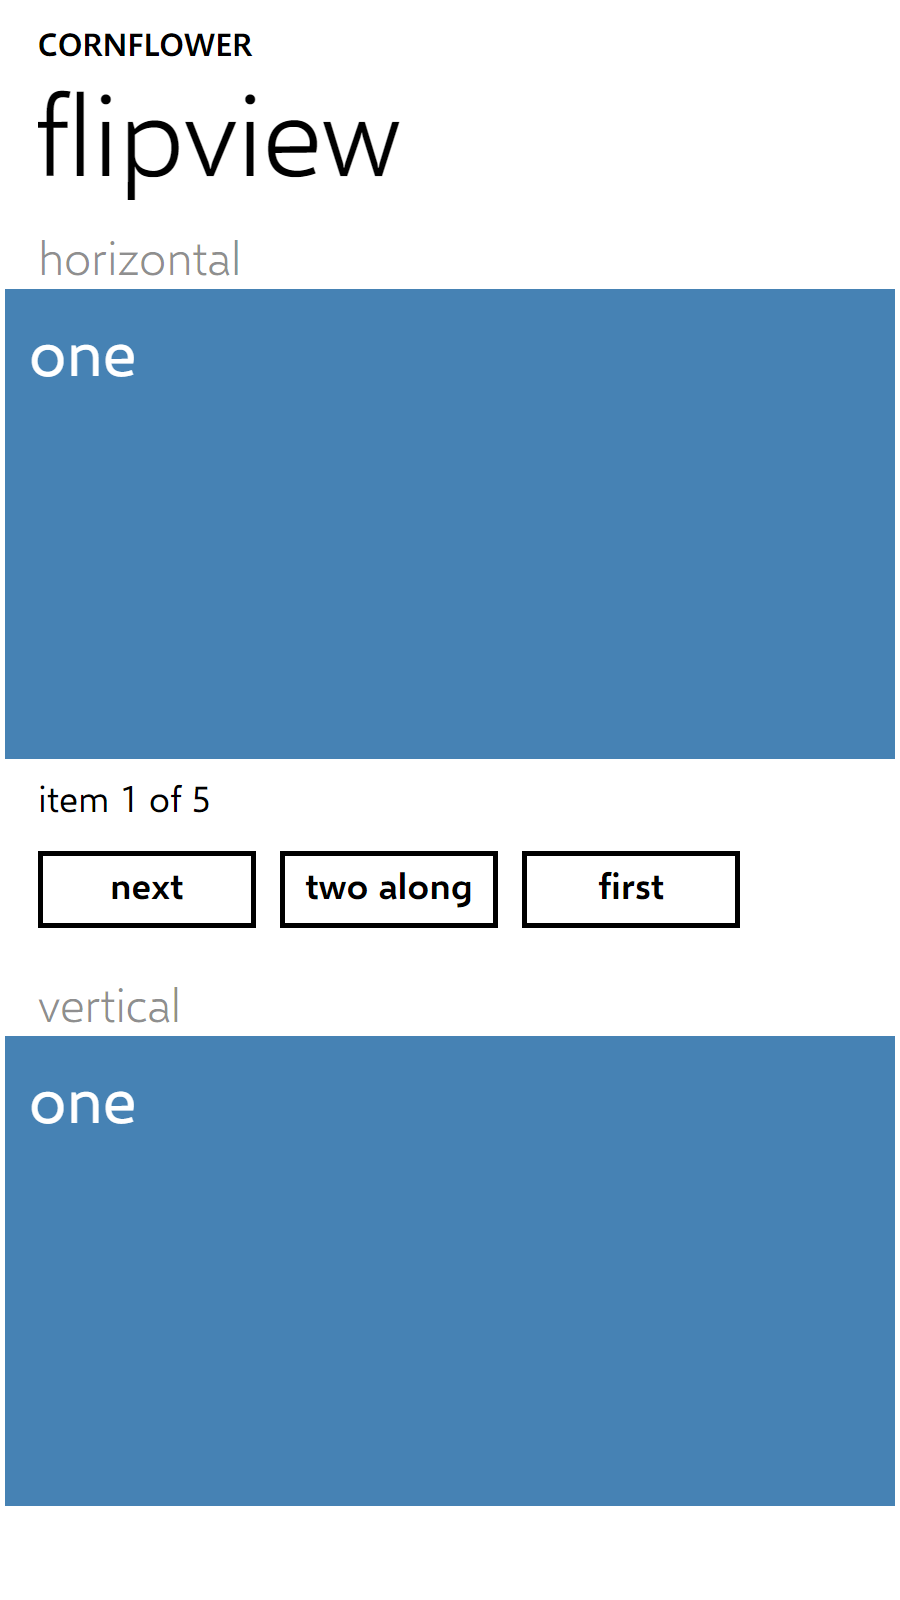 CORNFLOWER
flipview
horizontal
one
item 1 of 5
next two along first
vertical
one